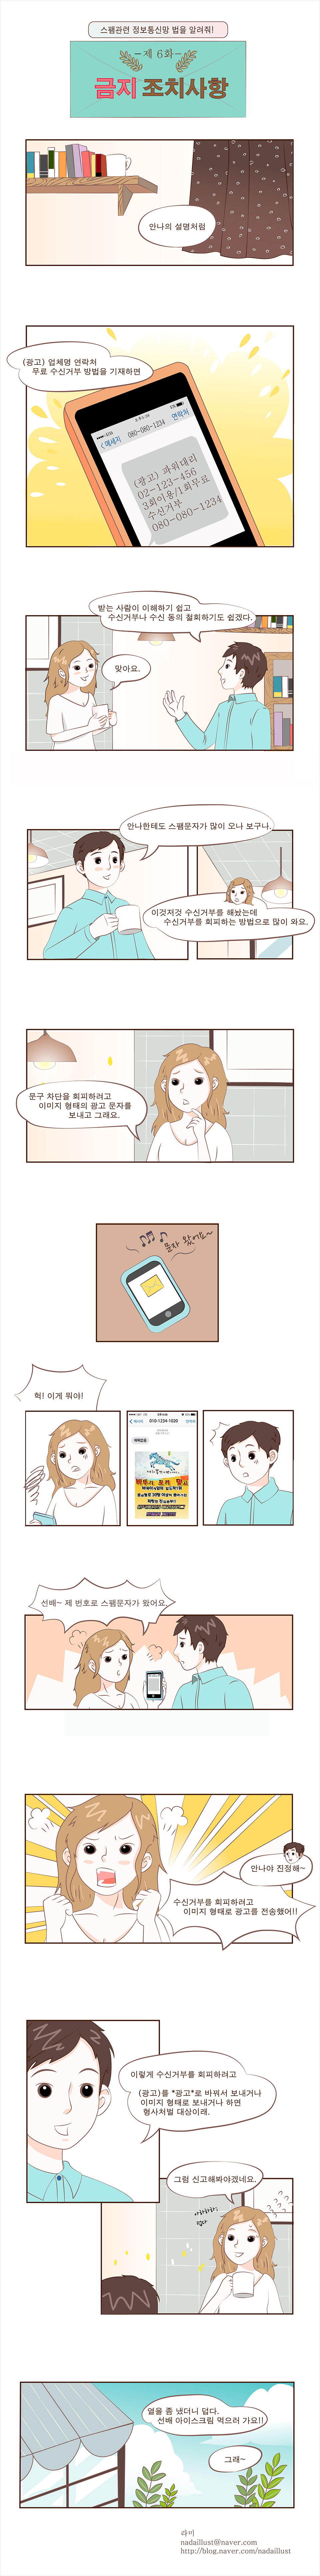 스팸관련 정보통신망 법을 알려줘!
-제 6화-
금지 조치사항
안나의 설명처럼
(광고) 업체명 연락처
무료 수신거부 방법을 기재하면
메세지
080-080-1234
연락처
(광고) 파워대리
02-123-456
3회이용/1회무료
수신거부
080-080-1234
받는 사람이 이해하기 쉽고
수신거부나 수신 동의 철회하기도 쉽겠다.
맞아요.
안나한테도 스팸문자가 많이 오나 보구나.
이것저것 수신거부를 해놨는데
수신거부를 회피하는 방법으로 많이 와요.
문구 차단을 회피하려고
이미지 형태의 광고 문자를
보내고 그래요.
문자 왔어요~
헉! 이게 뭐야!
010-1234-1020
선배~ 제 번호로 스팸문자가 왔어요.
안나야 진정해~
수신거부를 회피하려고
이미지 형태로 광고를 전송했어!!
이렇게 수신거부를 회피하려고
(광고)를 *광고*로 바꿔서 보내거나
이미지 형태로 보내거나 하면
형사처벌 대상이래.
그럼 신고해봐야겠네요.
열을 좀 냈더니 덥다.
선배 아이스크림 먹으러 가요!!
그래~
라미
nadaillust@naver.com
http://blog.naver.com/nadaillust